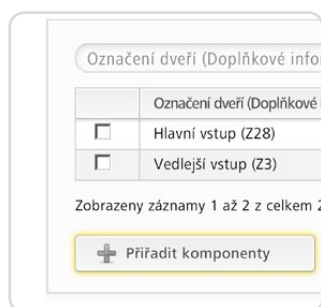 Označení dveří (Doplňkové
Označení dveří (Doplňkové
Hlavní vstup (Z28)
Vedlejší vstup (Z3)
Zobrazeny záznamy 1 až 2 z celkem
Přiřadit komponenty